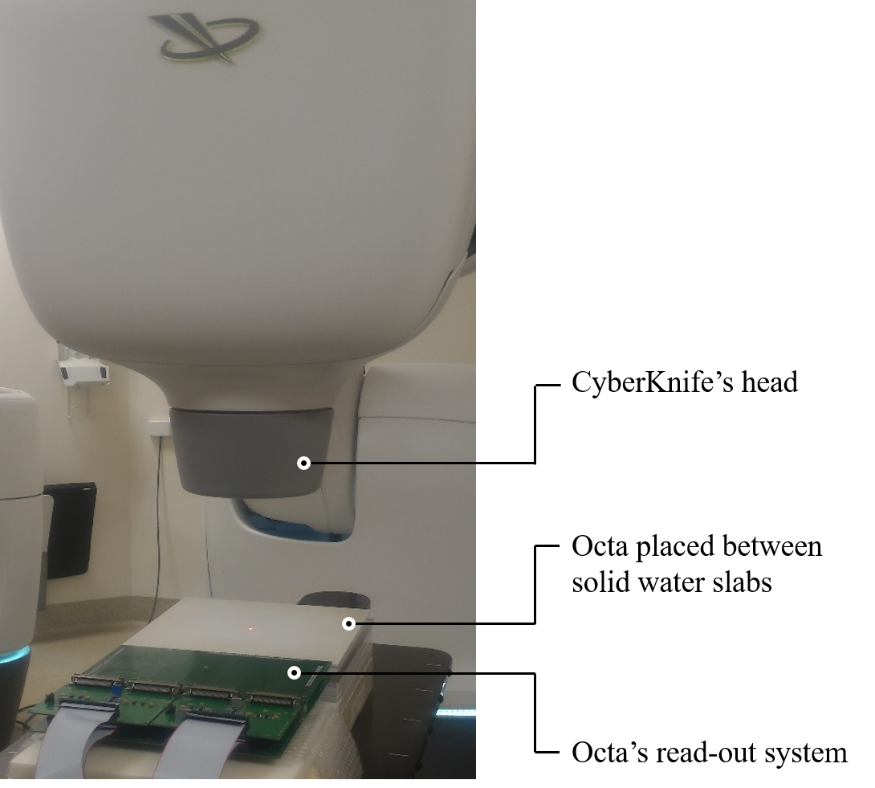 CyberKnife’s head
Octa placed between
solid water slabs
Octa’s read-out system